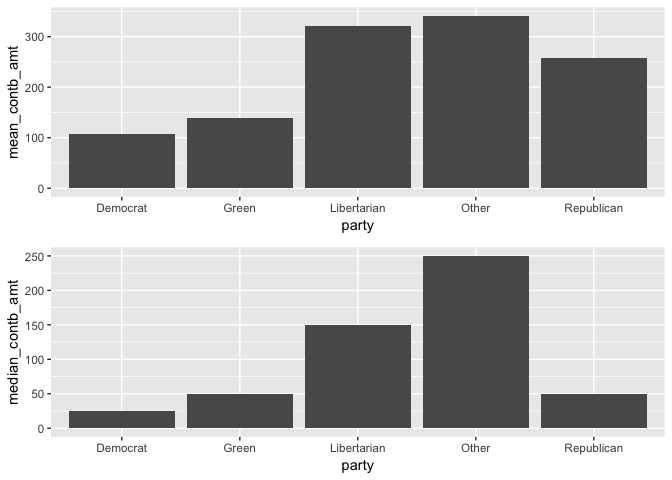 mean_contb_amt
300
200
100
0
Democrat Green Libertarian Other Republican
party
median_contb_amt
250
200
150
100
50
0
Democrat Green Libertarian Other Republican
party